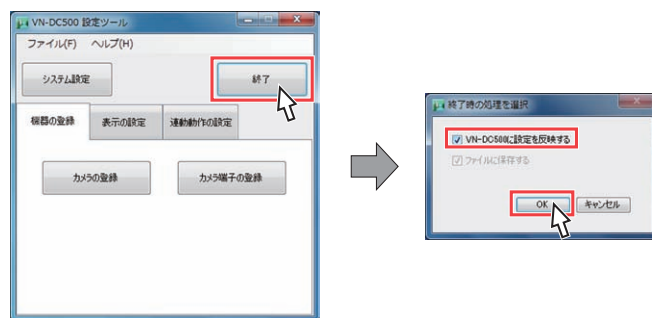 VN-DC500 設定ツール
ファイル(F) ヘルプ(H)
システム設定
終了
機器の登録
表示の設定
連動動作の設定
カメラの登録
カメラ端子の登録
終了時の処理を選択
VN-DC500に設定を反映する
ファイルに保存する
OK
キャンセル